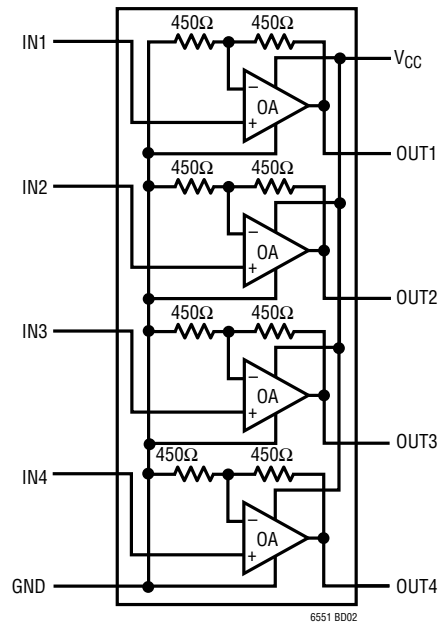 450Ω 450Ω
IN1
V_CC
−
OA
+
OUT1
450Ω 450Ω
IN2
−
OA
+
OUT2
450Ω 450Ω
IN3
−
OA
+
OUT3
450Ω 450Ω
IN4
−
OA
+
GND
OUT4
6551 BD02